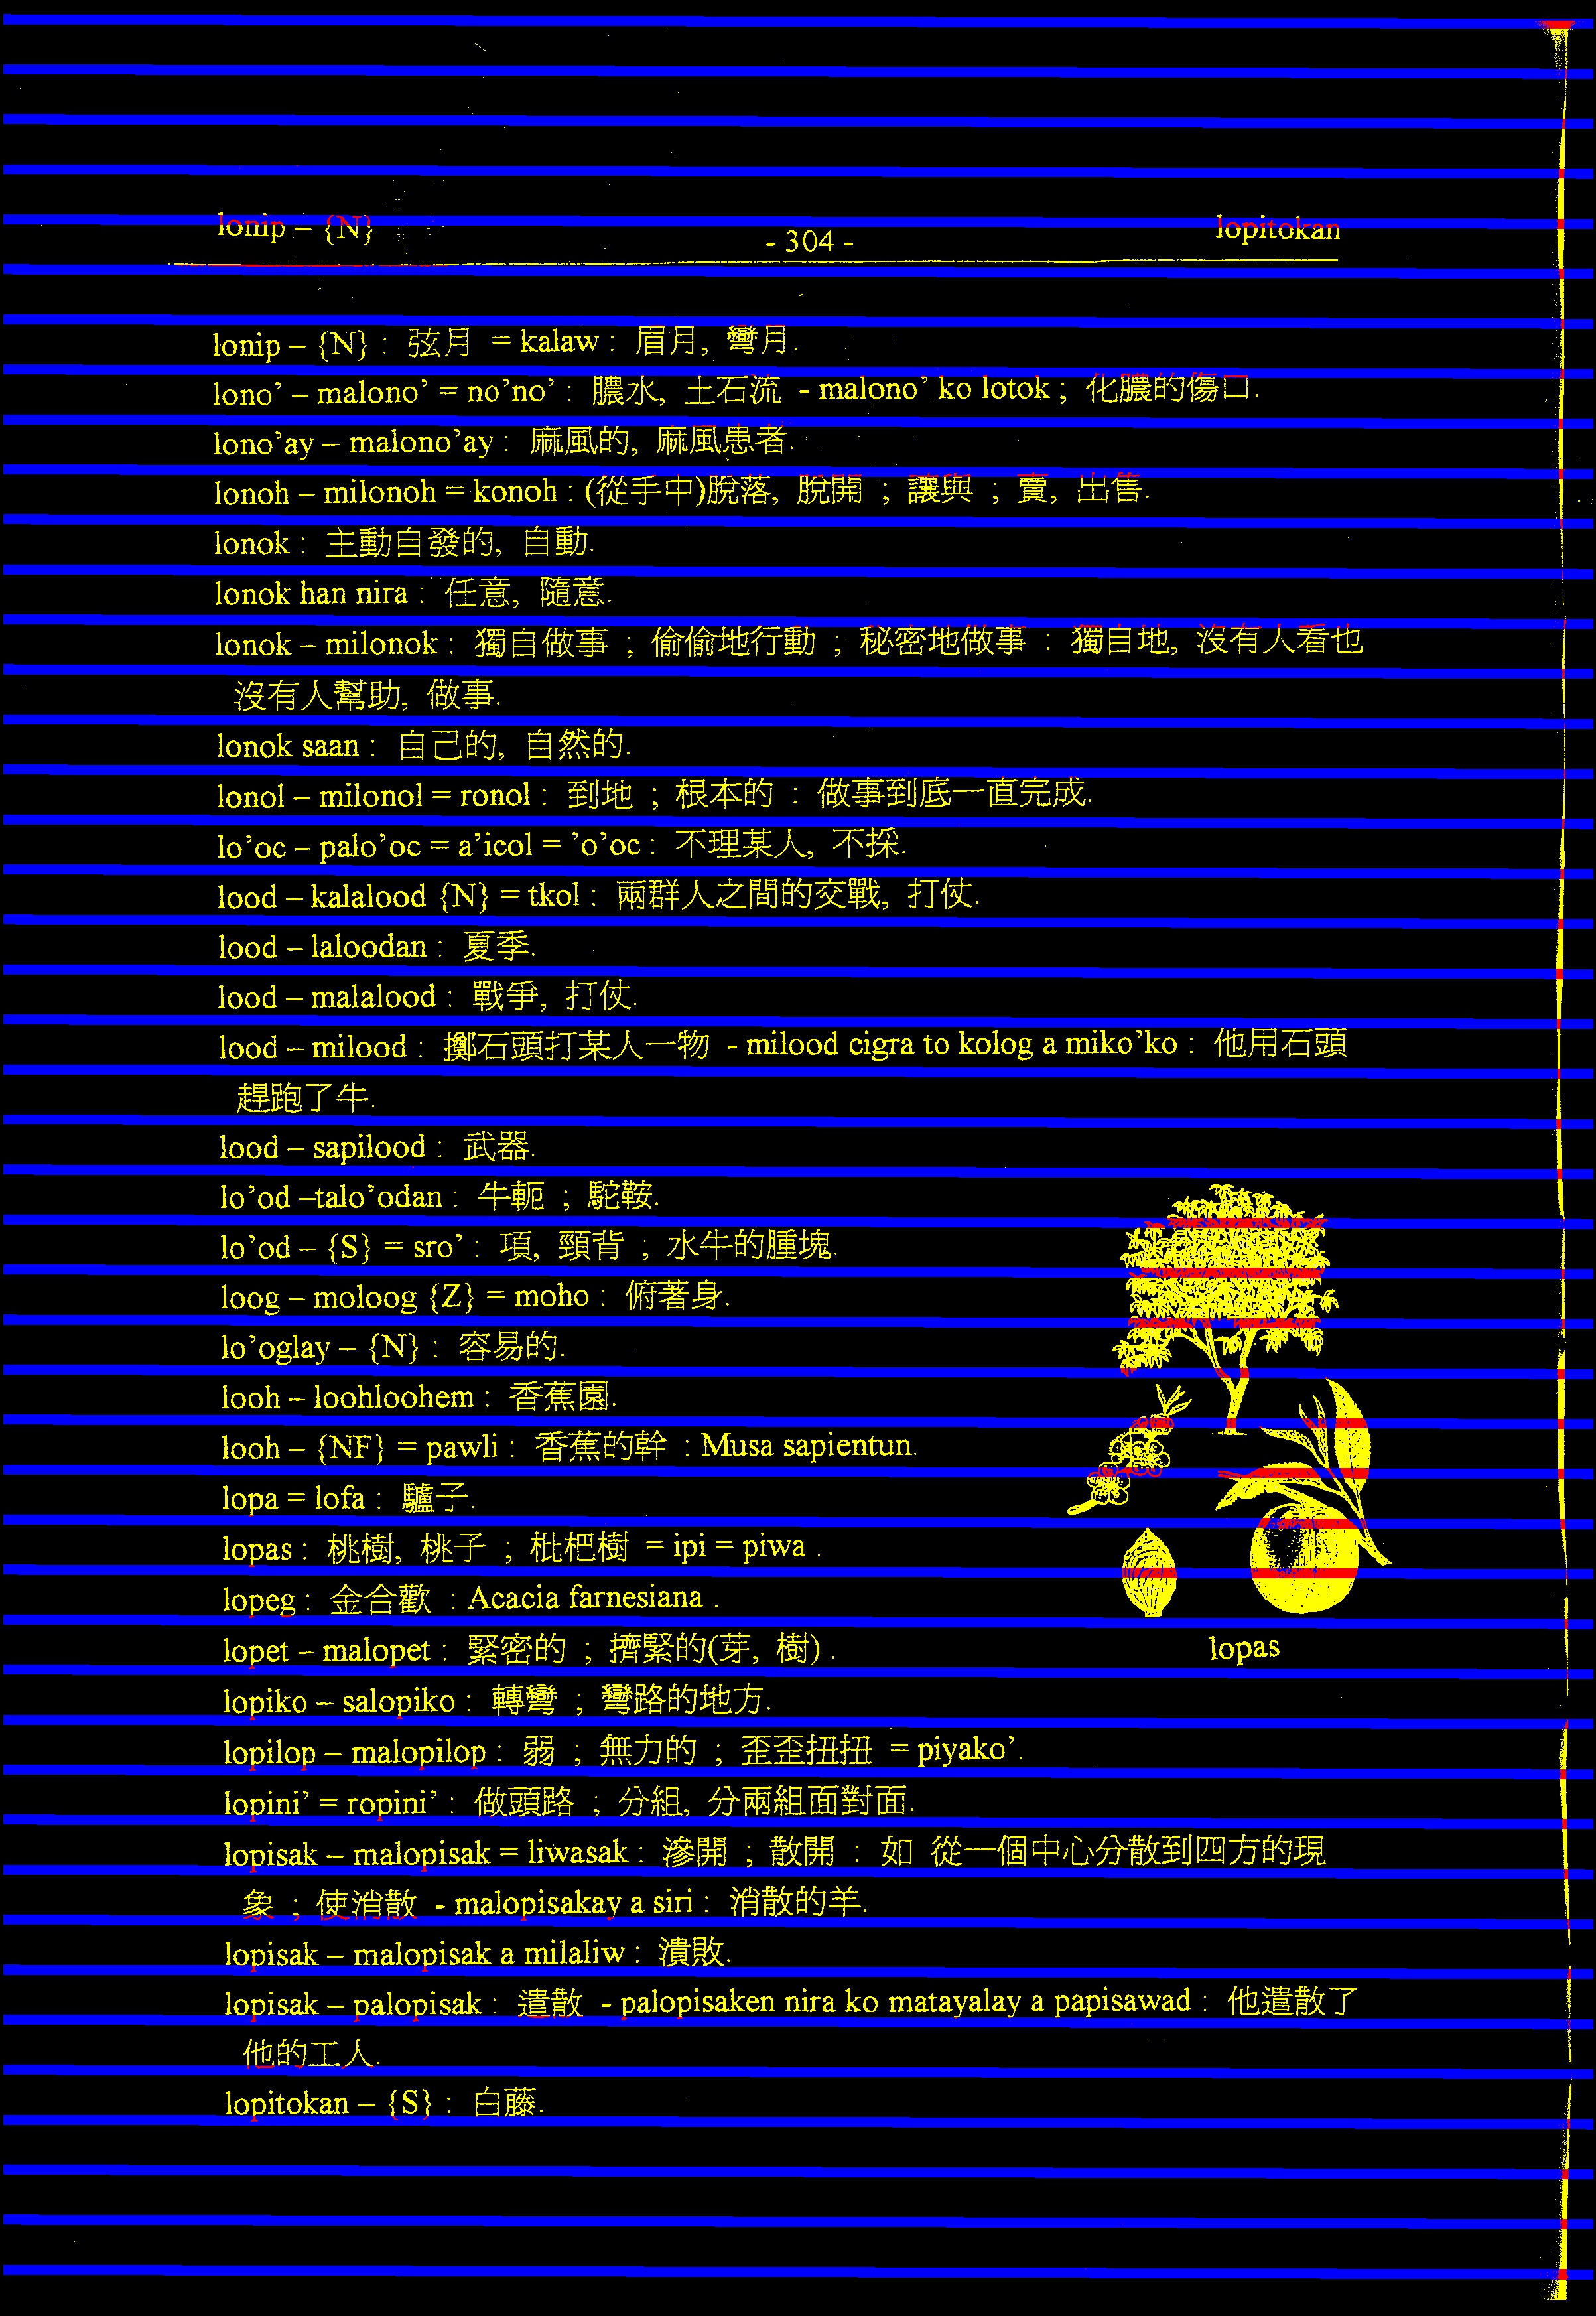 lonip – {N}
- 304 -
lopitokan
lonip – {N} : 弦月 = kalaw : 眉月, 彎月.
lono’ – malono’ = no’no’ : 膿水, 土石流 - malono’ ko lotok ; 化膿的傷口.
lono’ay – malono’ay : 麻風的, 麻風患者.
lonoh – milonoh = konoh : (從手中)脫落, 脫開 ; 讓與 ; 賣, 出售.
lonok : 主動自發的, 自動.
lonok han nira : 任意, 隨意.
lonok – milonok : 獨自做事 ; 偷偷地行動 ; 秘密地做事 : 獨自地, 沒有人看也
沒有人幫助, 做事.
lonok saan : 自己的, 自然的.
lonol – milonol = ronol : 到地 ; 根本的 : 做事到底一直完成.
lo’oc – palo’oc = a’icol = ’o’oc : 不理某人, 不採.
lood – kalalood {N} = tkol : 兩群人之間的交戰, 打仗.
lood – laloodan : 夏季.
lood – malalood : 戰爭, 打仗.
lood – milood : 擲石頭打某人一物 - milood cigra to kolog a miko’ko : 他用石頭
趕跑了牛.
lood – sapilood : 武器.
lo’od –talo’odan : 牛軛 ; 駝鞍.
lo’od – {S} = sro’ : 項, 頸背 ; 水牛的腫塊.
loog – moloog {Z} = moho : 俯著身.
lo’oglay – {N} : 容易的.
looh – loohloohem : 香蕉園.
looh – {NF} = pawli : 香蕉的幹 : Musa sapientun.
lopa = lofa : 驢子.
lopas : 桃樹, 桃子 ; 枇杷樹 = ipi = piwa .
lopeg : 金合歡 : Acacia farnesiana .
lopet – malopet : 緊密的 ; 擠緊的(芽, 樹) .
lopas
lopiko – salopiko : 轉彎 ; 彎路的地方.
lopilop – malopilop : 弱 ; 無力的 ; 歪歪扭扭 = piyako’.
lopini’ = ropini’ : 做頭路 ; 分組, 分兩組面對面.
lopisak – malopisak = liwasak : 滲開 ; 散開 : 如 從一個中心分散到四方的現
象 ; 使消散 - malopisakay a siri : 消散的羊.
lopisak – malopisak a milaliw : 潰敗.
lopisak – palopisak : 遣散 - palopisaken nira ko matayalay a papisawad : 他遣散了
他的工人.
lopitokan – {S} : 白藤.